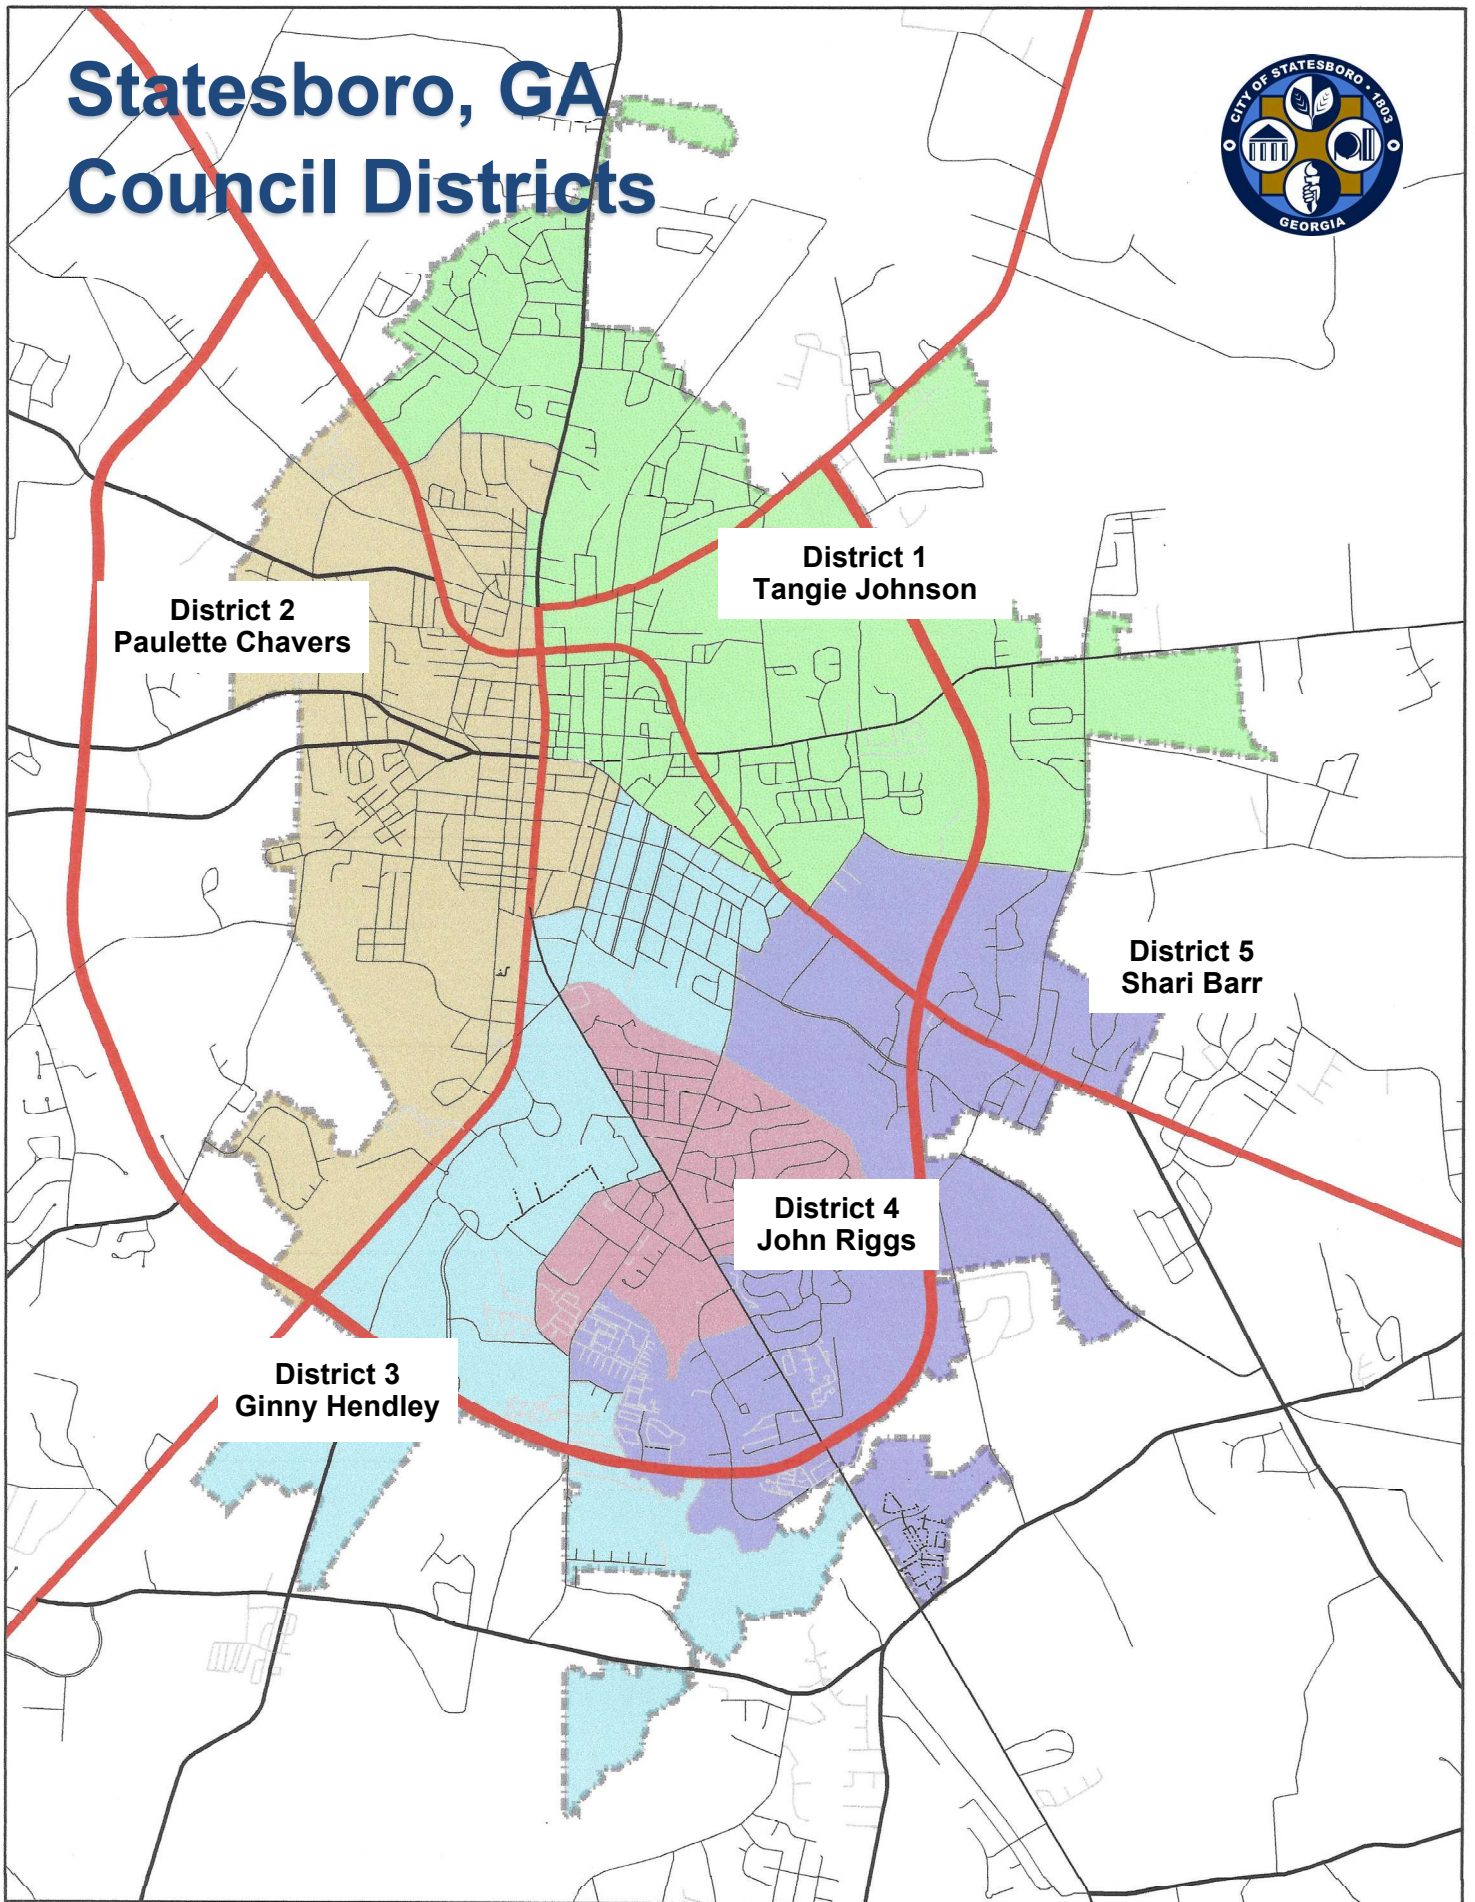 Statesboro, GA
Council Districts
CITY OF STATESBORO • 1803
GEORGIA
District 1
Tangie Johnson
District 2
Paulette Chavers
District 5
Shari Barr
District 4
John Riggs
District 3
Ginny Hendley